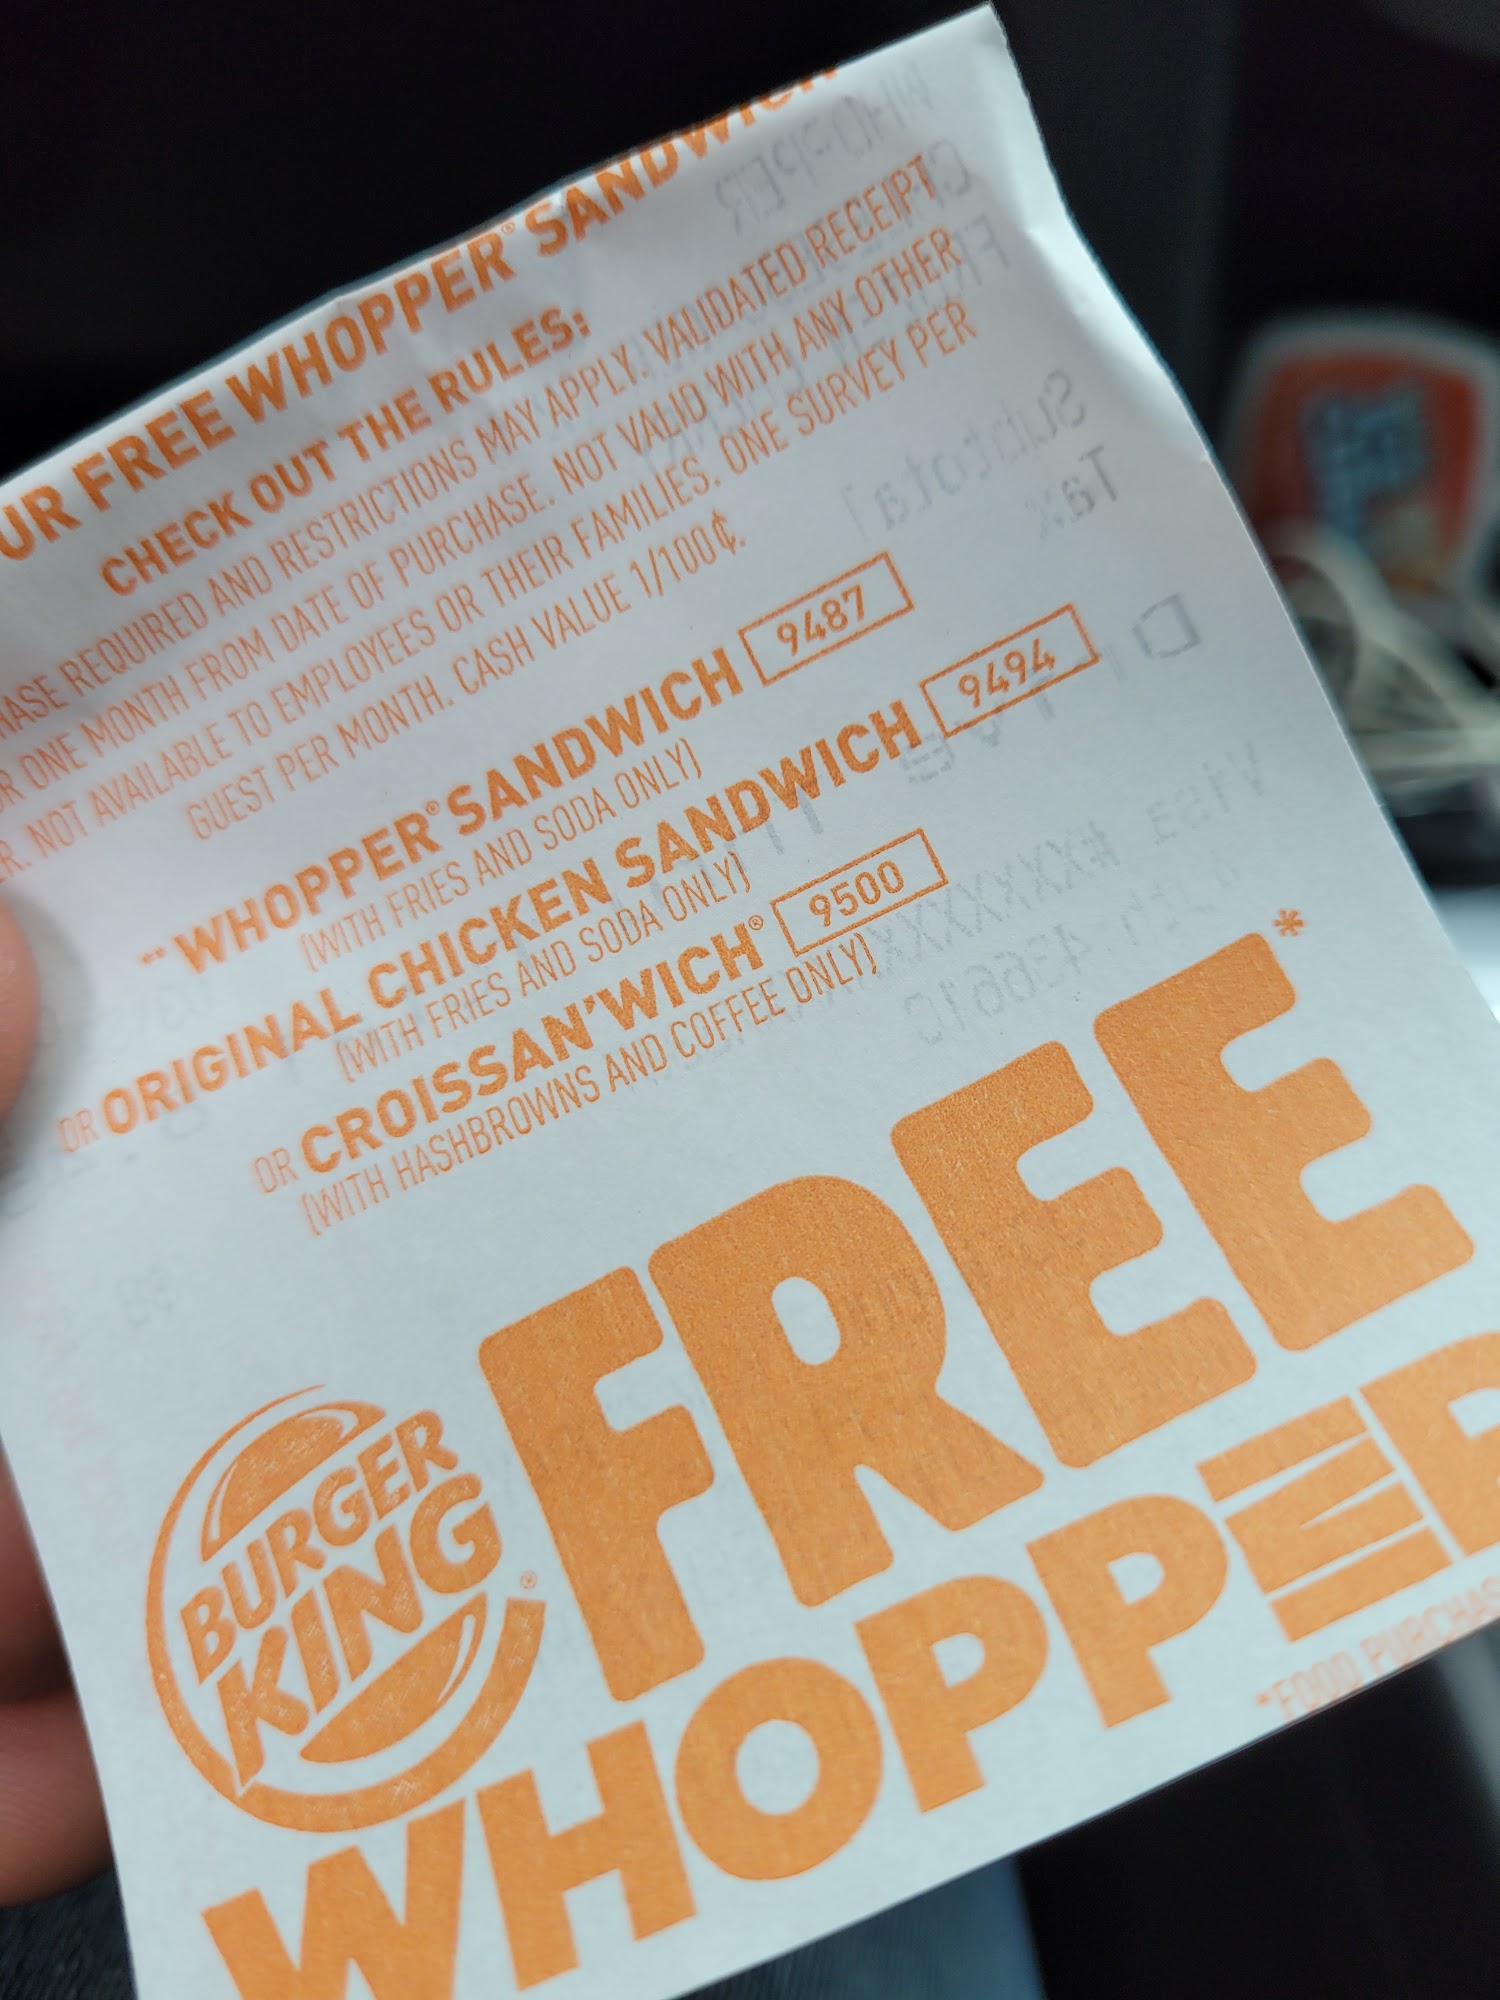 UR FREE WHOPPER® SANDWICH
CHECK OUT THE RULES:
HASE REQUIRED AND RESTRICTIONS MAY APPLY. VALIDATED RECEIPT
R ONE MONTH FROM DATE OF PURCHASE. NOT VALID WITH ANY OTHER
ER. NOT AVAILABLE TO EMPLOYEES OR THEIR FAMILIES. ONE SURVEY PER
GUEST PER MONTH. CASH VALUE 1/100¢.
WHOPPER® SANDWICH 9487
(WITH FRIES AND SODA ONLY)
OR ORIGINAL CHICKEN SANDWICH 9494
(WITH FRIES AND SODA ONLY)
OR CROISSAN'WICH® 9500
(WITH HASHBROWNS AND COFFEE ONLY)
BURGER
KING®
FREE*
WHOPPER
*FOOD PURCHAS